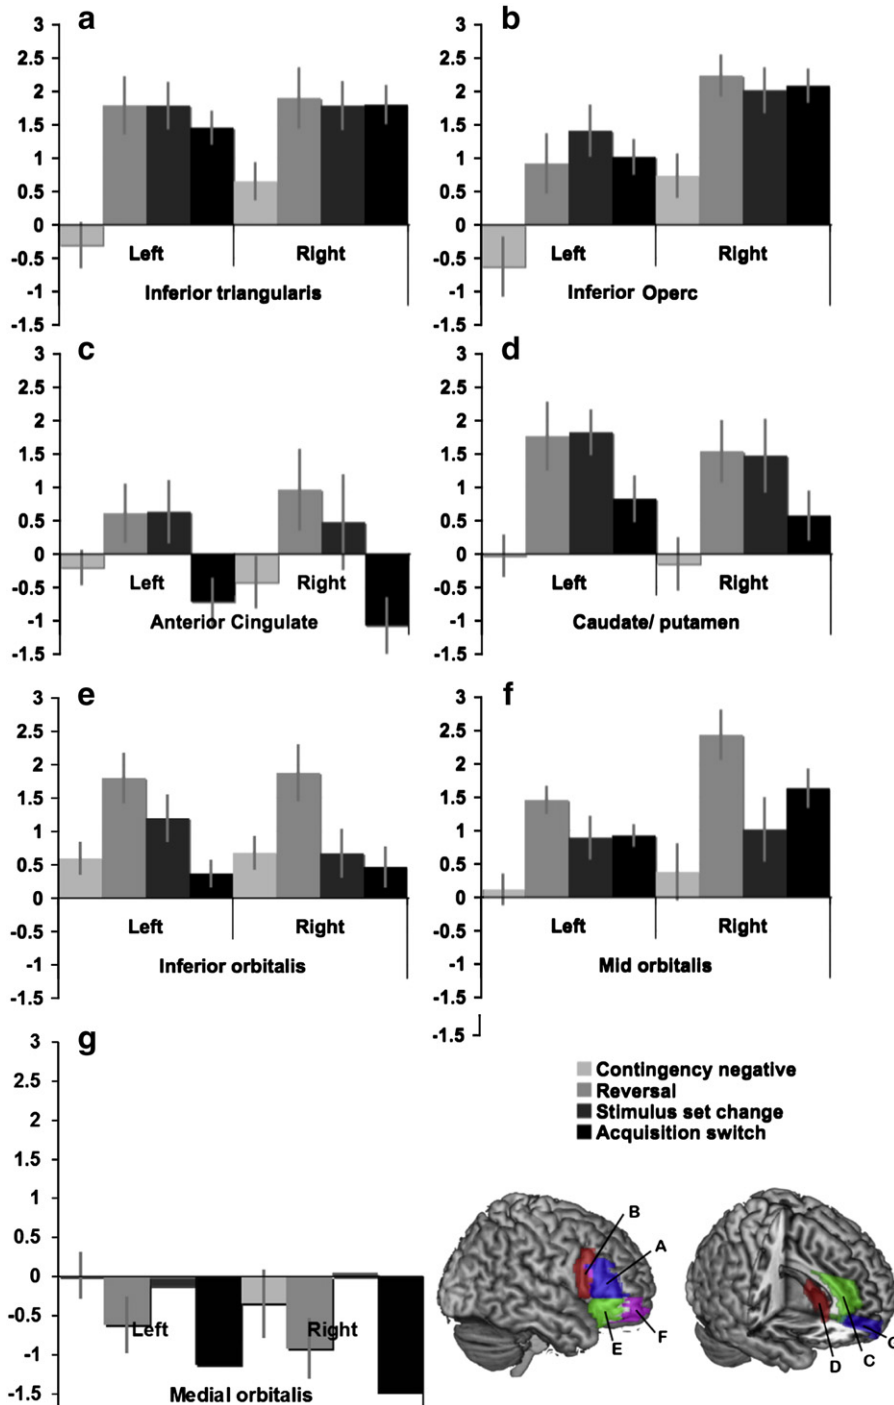 a
3
2.5
2
1.5
1
0.5
0
-0.5
-1
-1.5
Left Right
Inferior triangularis
b
3
2.5
2
1.5
1
0.5
0
-0.5
-1
-1.5
Left Right
Inferior Operc
c
3
2.5
2
1.5
1
0.5
0
-0.5
-1
-1.5
Left Right
Anterior Cingulate
d
3
2.5
2
1.5
1
0.5
0
-0.5
-1
-1.5
Left Right
Caudate/ putamen
e
3
2.5
2
1.5
1
0.5
0
-0.5
-1
-1.5
Left Right
Inferior orbitalis
f
3
2.5
2
1.5
1
0.5
0
-0.5
-1
-1.5
Left Right
Mid orbitalis
-1.5
g
3
2.5
2
1.5
1
0.5
0
-0.5
-1
-1.5
Left Right
Medial orbitalis
Contingency negative
Reversal
Stimulus set change
Acquisition switch
B
A
E
F
D
C